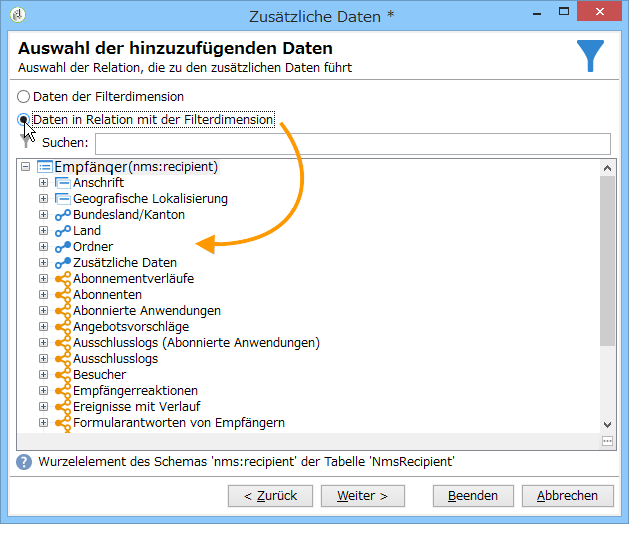 Zusätzliche Daten *
Auswahl der hinzuzufügenden Daten
Auswahl der Relation, die zu den zusätzlichen Daten führt
Daten der Filterdimension
Daten in Relation mit der Filterdimension
Suchen:
Empfänger (nms:recipient)
Anschrift
Geografische Lokalisierung
Bundesland/Kanton
Land
Ordner
Zusätzliche Daten
Abonnementverläufe
Abonnenten
Abonnierte Anwendungen
Angebotsvorschläge
Ausschlusslogs (Abonnierte Anwendungen)
Ausschlusslogs
Besucher
Empfängerreaktionen
Ereignisse mit Verlauf
Formularantworten von Empfängern
Wurzelelement des Schemas 'nms:recipient' der Tabelle 'NmsRecipient'
< Zurück Weiter > Beenden Abbrechen